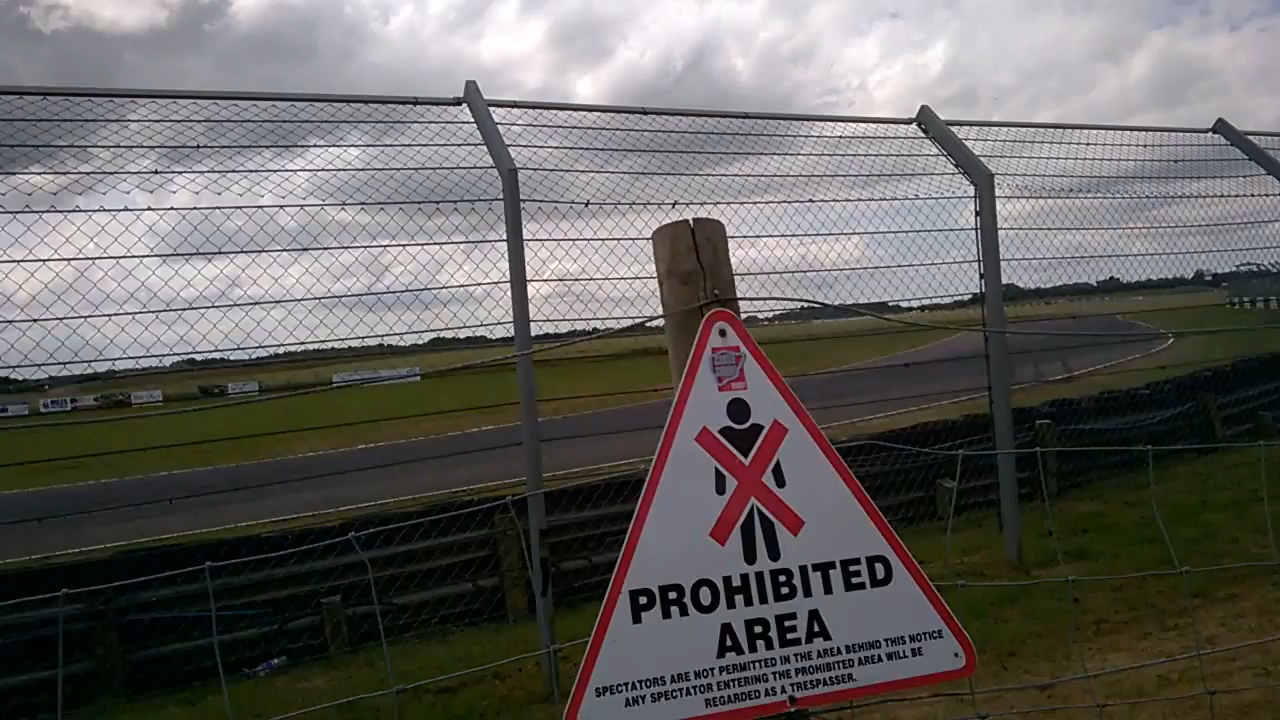 PROHIBITED
AREA
SPECTATORS ARE NOT PERMITTED IN THE AREA BEHIND THIS NOTICE
ANY SPECTATOR ENTERING THE PROHIBITED AREA WILL BE
REGARDED AS A TRESPASSER.